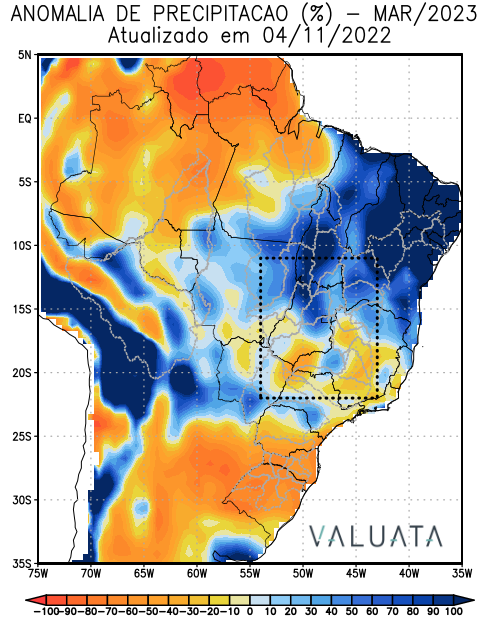 ANOMALIA DE PRECIPITACAO (%) – MAR/2023
Atualizado em 04/11/2022
5N
EQ
5S
10S
15S
20S
25S
30S
35S
75W 70W 65W 60W 55W 50W 45W 40W 35W
VALUATA
-100 -90 -80 -70 -60 -50 -40 -30 -20 -10 0 10 20 30 40 50 60 70 80 90 100